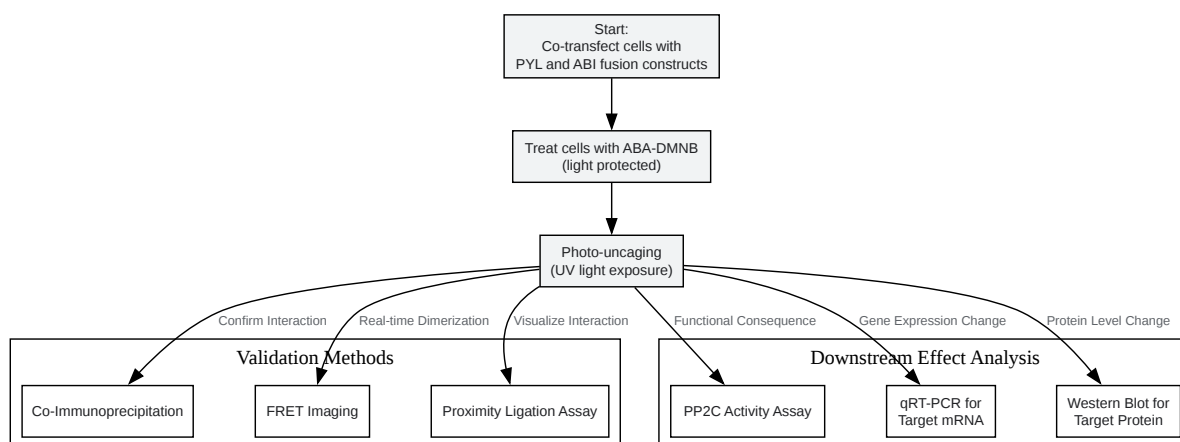 Start:
Co-transfect cells with
PYL and ABI fusion constructs
Treat cells with ABA-DMNB
(light protected)
Photo-uncaging
(UV light exposure)
Confirm Interaction
Real-time Dimerization
Visualize Interaction
Functional Consequence
Gene Expression Change
Protein Level Change
Validation Methods
Downstream Effect Analysis
Co-Immunoprecipitation
FRET Imaging
Proximity Ligation Assay
PP2C Activity Assay
qRT-PCR for
Target mRNA
Western Blot for
Target Protein